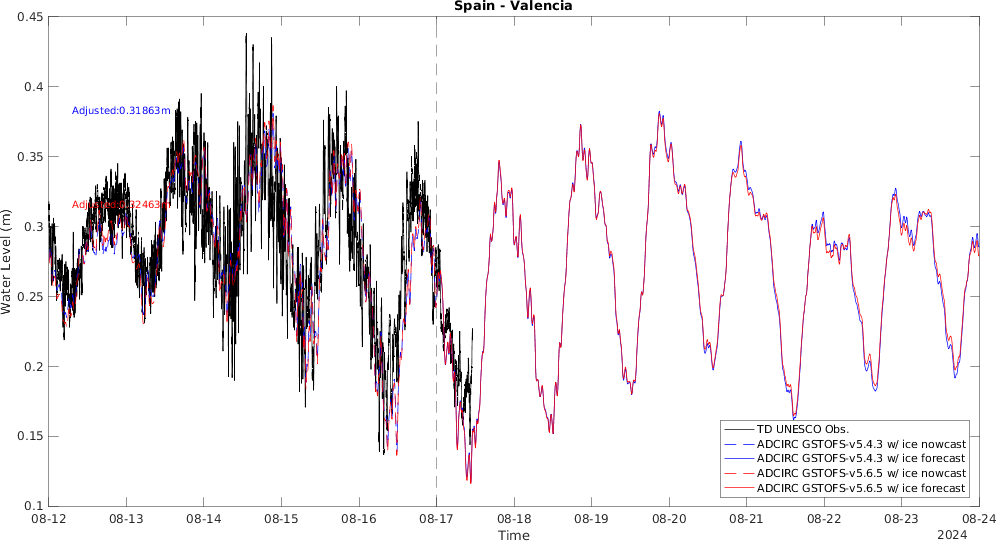 Spain - Valencia
0.45
0.4
0.35
0.3
0.25
0.2
0.15
0.1
Water Level (m)
Adjusted:0.31863m
Adjusted:0.32463m
08-12
08-13
08-14
08-15
08-16
08-17
08-18
08-19
08-20
08-21
08-22
08-23
08-24
Time
2024
TD UNESCO Obs.
ADCIRC GSTOFS-v5.4.3 w/ ice nowcast
ADCIRC GSTOFS-v5.4.3 w/ ice forecast
ADCIRC GSTOFS-v5.6.5 w/ ice nowcast
ADCIRC GSTOFS-v5.6.5 w/ ice forecast